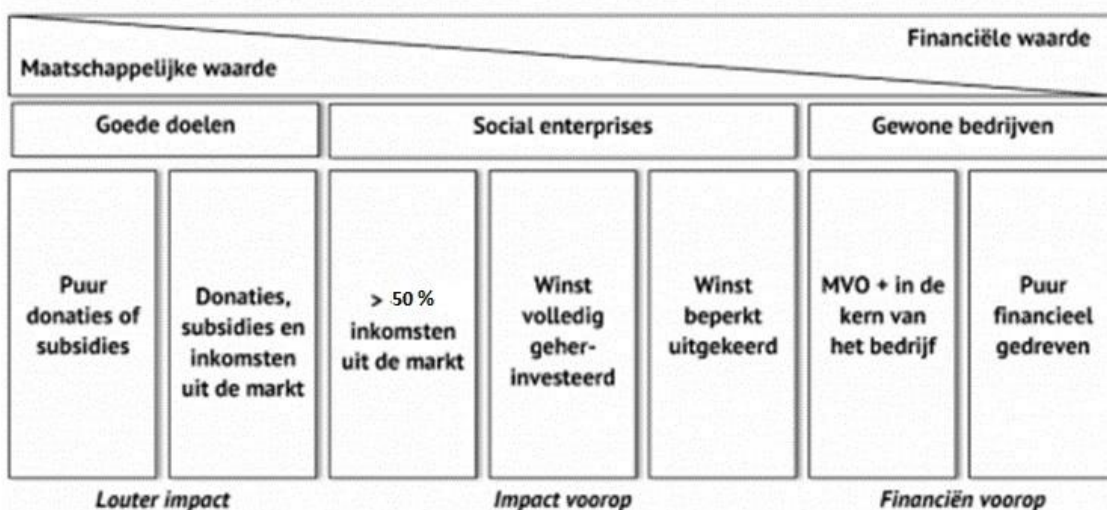 Financiële waarde
Maatschappelijke waarde
Goede doelen
Social enterprises
Gewone bedrijven
Puur
donaties of
subsidies
Donaties,
subsidies en
inkomsten
uit de markt
> 50 %
inkomsten
uit de markt
Winst
volledig
geher-
investeerd
Winst
beperkt
uitgekeerd
MVO + in de
kern van
het bedrijf
Puur
financieel
gedreven
Louter impact
Impact voorop
Financiën voorop